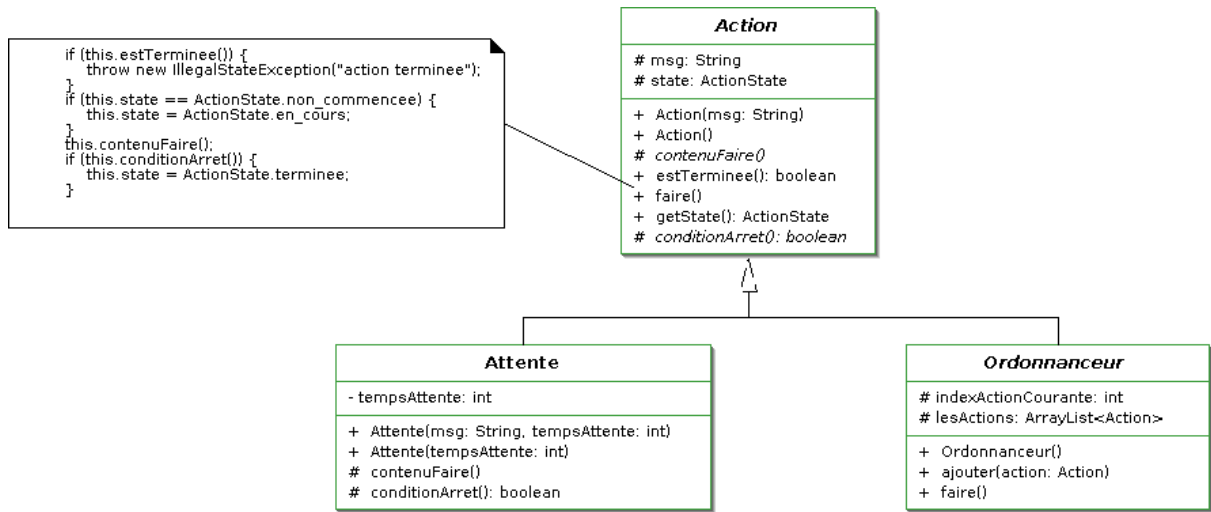 if (this.estTerminee()) {
throw new IllegalStateException("action terminee");
}
if (this.state == ActionState.non_commencee) {
this.state = ActionState.en_cours;
}
this.contenuFaire();
if (this.conditionArret()) {
this.state = ActionState.terminee;
}
Action
# msg: String
# state: ActionState
+ Action(msg: String)
+ Action()
# contenuFaire()
+ estTerminee(): boolean
+ faire()
+ getState(): ActionState
# conditionArret(): boolean
Attente
- tempsAttente: int
+ Attente(msg: String, tempsAttente: int)
+ Attente(tempsAttente: int)
# contenuFaire()
# conditionArret(): boolean
Ordonnanceur
# indexActionCourante: int
# lesActions: ArrayList<Action>
+ Ordonnanceur()
+ ajouter(action: Action)
+ faire()